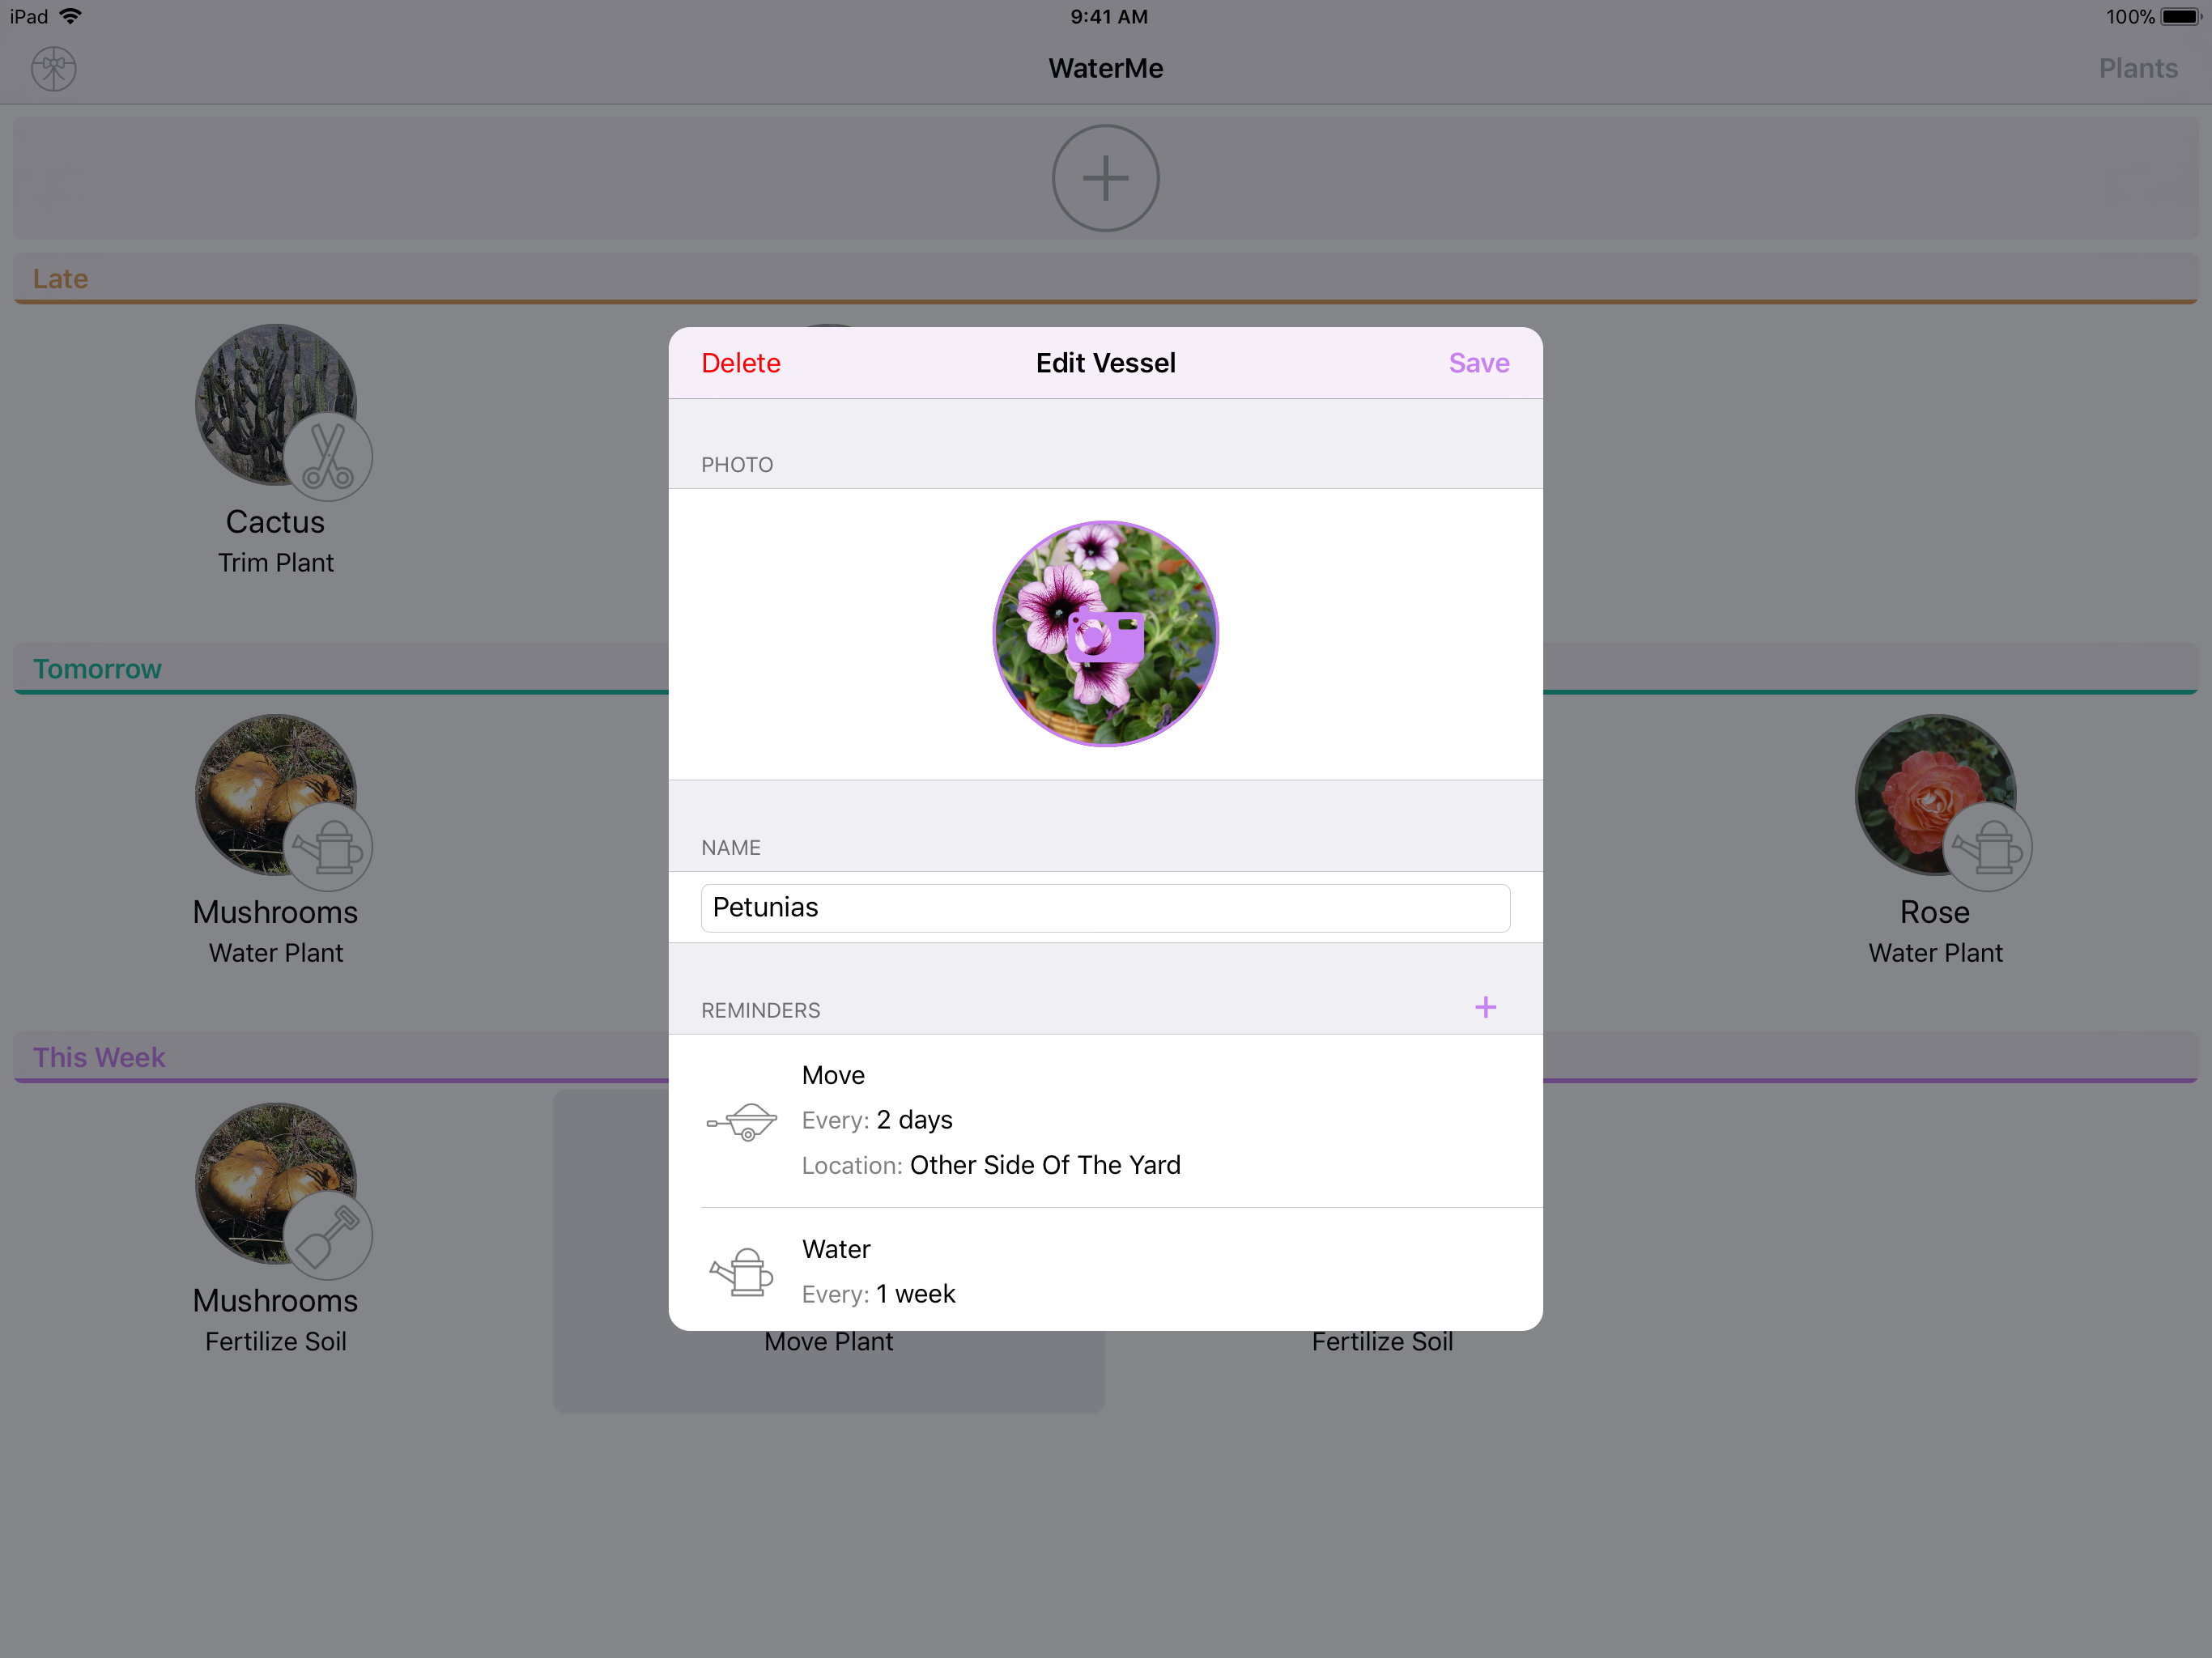 iPad 9:41 AM 100%
WaterMe Plants
Late
Cactus
Trim Plant
Tomorrow
Mushrooms
Water Plant
Rose
Water Plant
This Week
Mushrooms
Fertilize Soil
Move Plant
Fertilize Soil
Delete Edit Vessel Save
PHOTO
NAME
Petunias
REMINDERS +
Move
Every: 2 days
Location: Other Side Of The Yard
Water
Every: 1 week